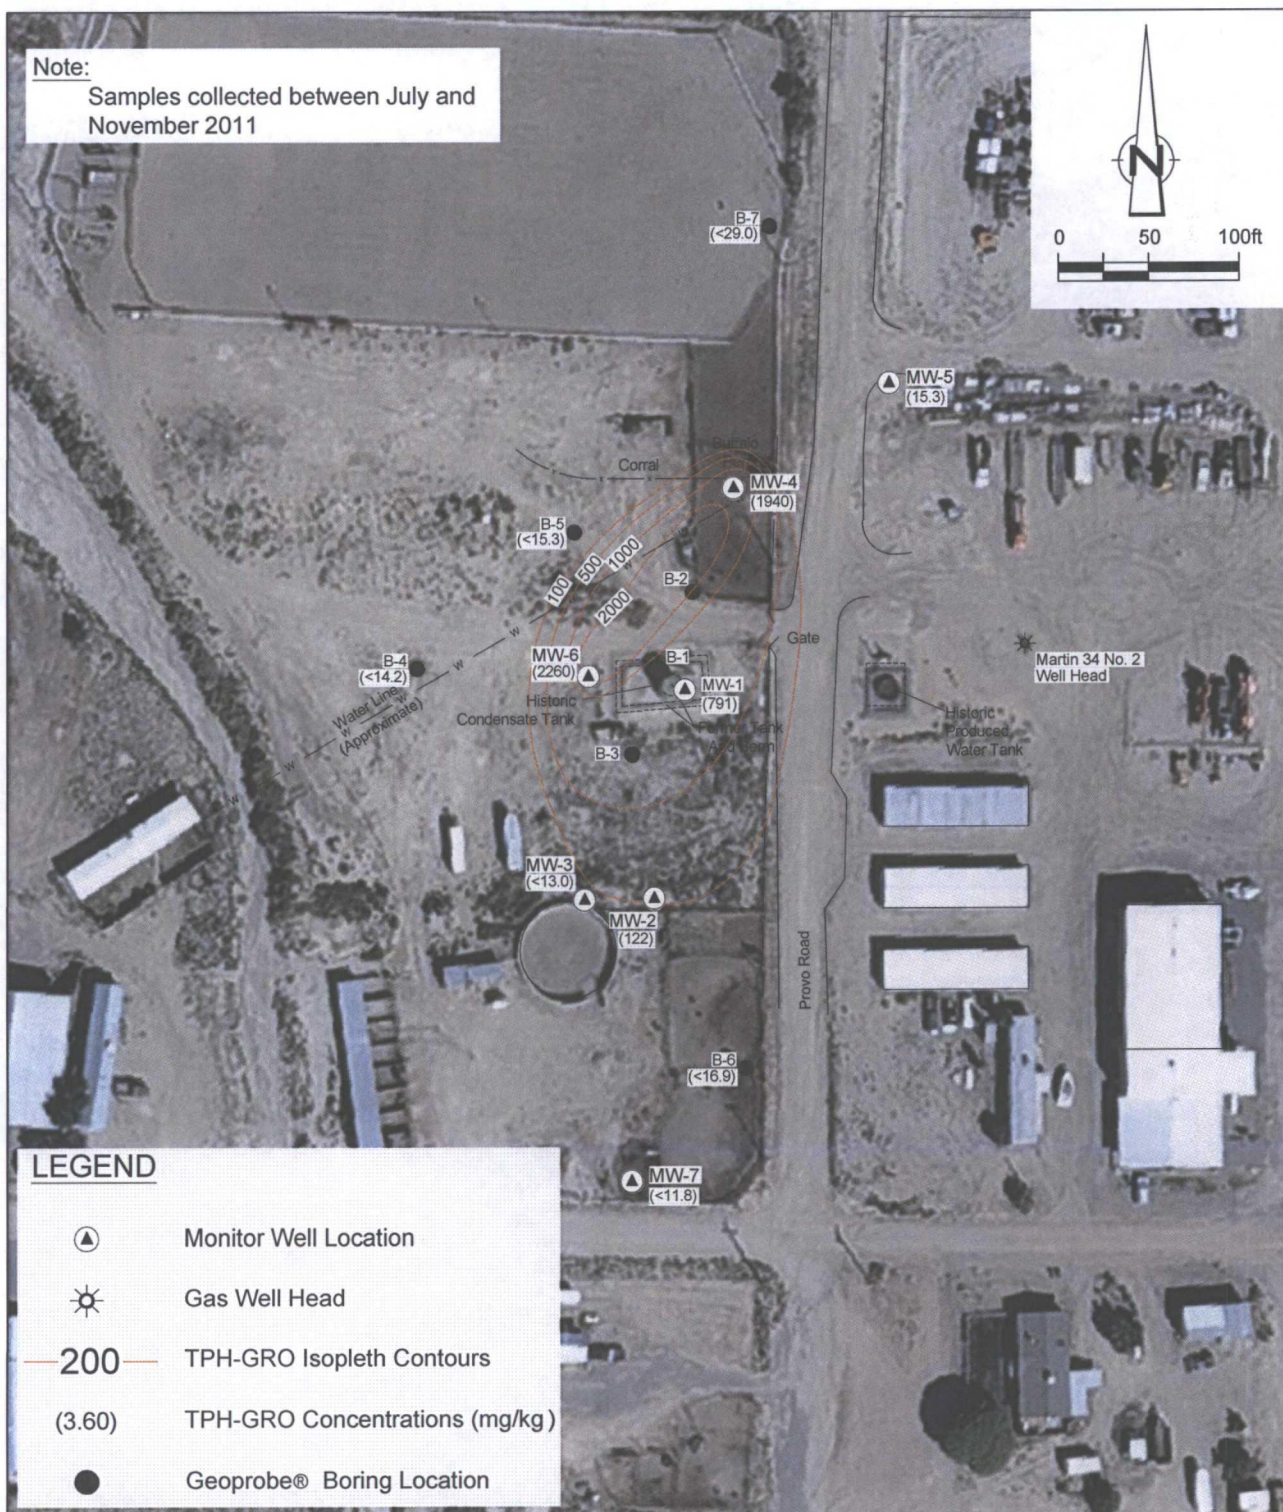 Note:
Samples collected between July and
November 2011
N
0 50 100ft
B-7
(<29.0)
MW-5
(15.3)
Buffalo
Corral
MW-4
(1940)
B-5
(<15.3)
100
500
1000
2000
B-2
w
w
w
Gate
MW-6
(2260)
B-1
MW-1
(791)
B-4
(<14.2)
Martin 34 No. 2
Well Head
Historic
Condensate Tank
Former Tank
And Berm
Historic
Produced
Water Tank
Water Line
(Approximate)
w
w
w
w
B-3
MW-3
(<13.0)
MW-2
(122)
Provo Road
B-6
(<16.9)
MW-7
(<11.8)
LEGEND
Monitor Well Location
Gas Well Head
200 TPH-GRO Isopleth Contours
(3.60) TPH-GRO Concentrations (mg/kg)
Geoprobe® Boring Location